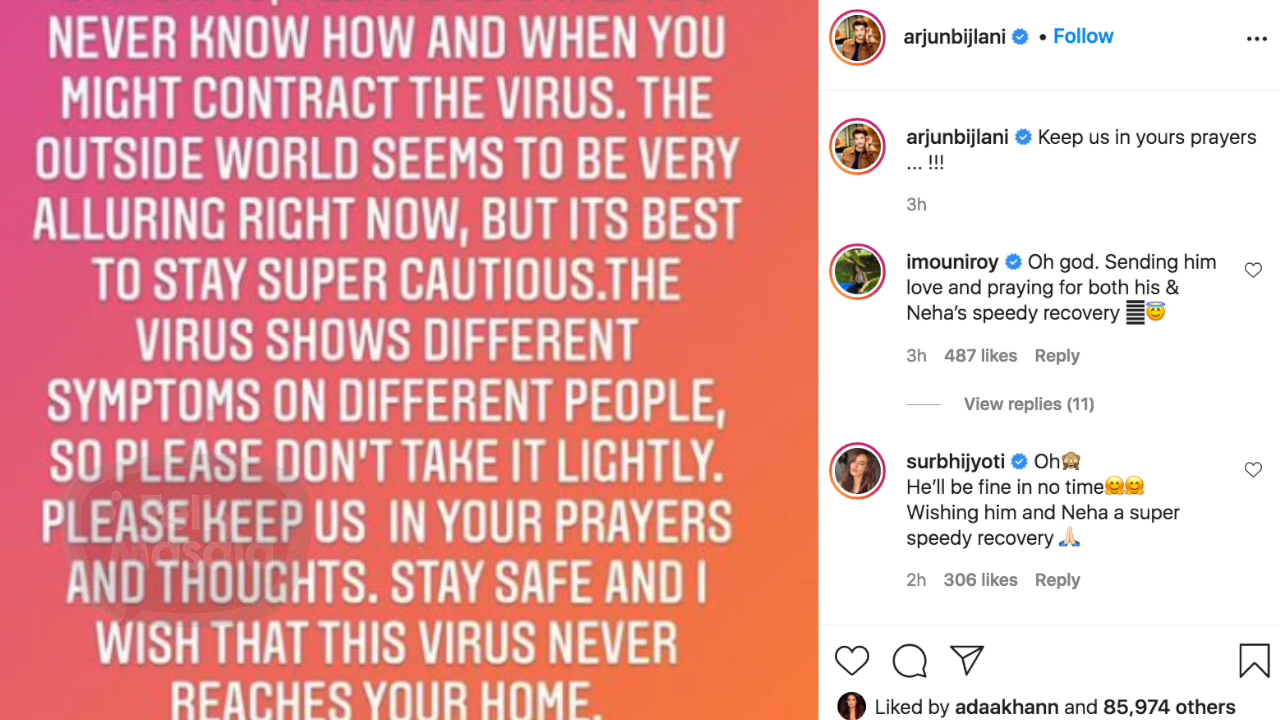 NEVER KNOW HOW AND WHEN YOU
MIGHT CONTRACT THE VIRUS. THE
OUTSIDE WORLD SEEMS TO BE VERY
ALLURING RIGHT NOW, BUT ITS BEST
TO STAY SUPER CAUTIOUS.THE
VIRUS SHOWS DIFFERENT
SYMPTOMS ON DIFFERENT PEOPLE,
SO PLEASE DON'T TAKE IT LIGHTLY.
PLEASE KEEP US IN YOUR PRAYERS
AND THOUGHTS. STAY SAFE AND I
WISH THAT THIS VIRUS NEVER
REACHES YOUR HOME.
Masala
arjunbijlani • Follow
arjunbijlani Keep us in yours prayers
... !!!
3h
imouniroy Oh god. Sending him
love and praying for both his &
Neha's speedy recovery 😇
3h 487 likes Reply
View replies (11)
surbhijyoti Oh🙈
He'll be fine in no time🤗🤗
Wishing him and Neha a super
speedy recovery 🙏🏻
2h 306 likes Reply
Liked by adaakhann and 85,974 others